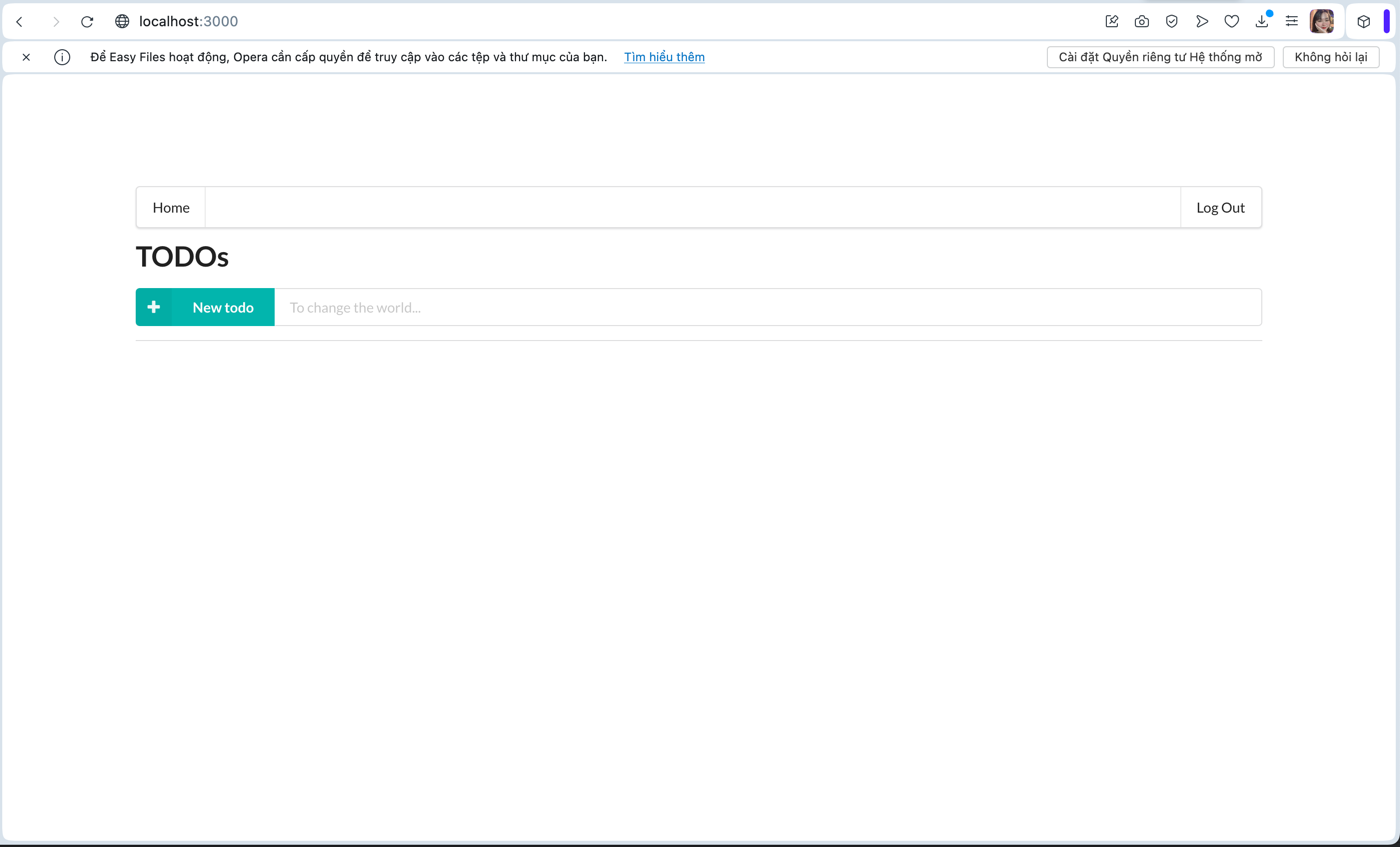 localhost:3000
Để Easy Files hoạt động, Opera cần cấp quyền để truy cập vào các tệp và thư mục của bạn. Tìm hiểu thêm Cài đặt Quyền riêng tư Hệ thống mở Không hỏi lại
Home Log Out
TODOs
New todo To change the world...